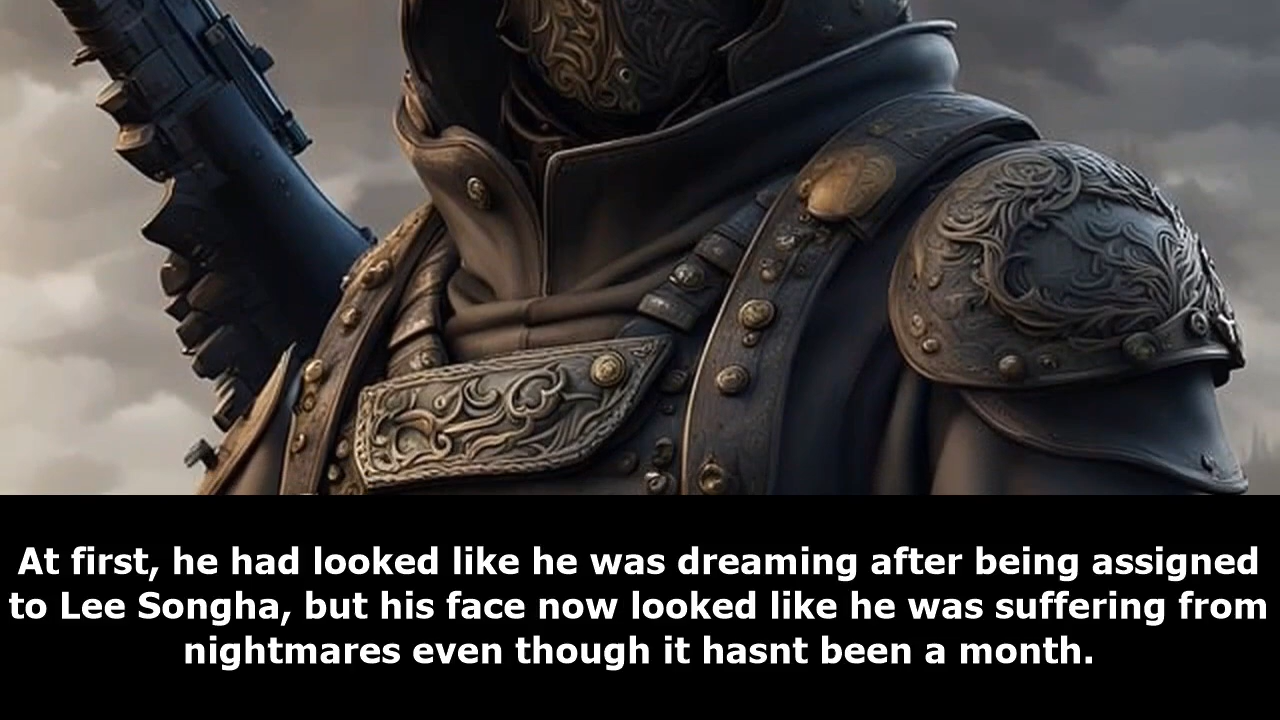 At first, he had looked like he was dreaming after being assigned
to Lee Songha, but his face now looked like he was suffering from
nightmares even though it hasnt been a month.